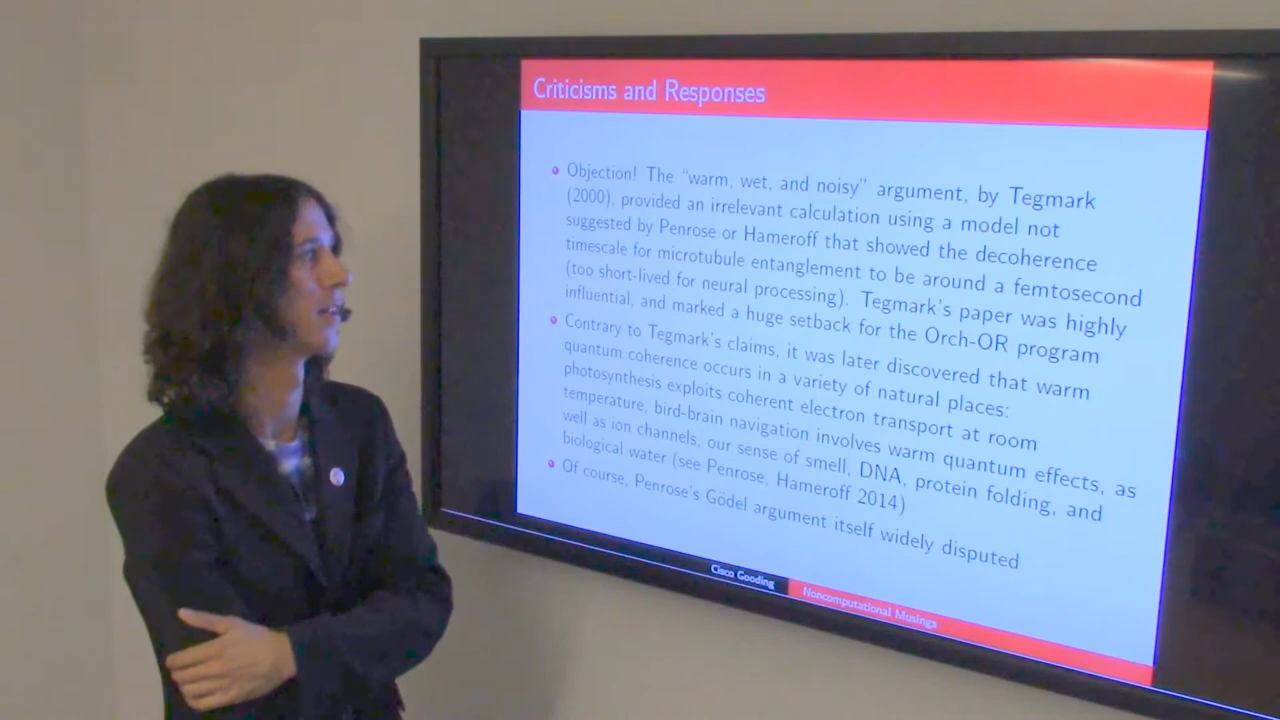 Criticisms and Responses
Objection! The "warm, wet, and noisy" argument, by Tegmark
(2000), provided an irrelevant calculation using a model not
suggested by Penrose or Hameroff that showed the decoherence
timescale for microtubule entanglement to be around a femtosecond
(too short-lived for neural processing). Tegmark's paper was highly
influential, and marked a huge setback for the Orch-OR program
Contrary to Tegmark's claims, it was later discovered that warm
quantum coherence occurs in a variety of natural places:
photosynthesis exploits coherent electron transport at room
temperature, bird-brain navigation involves warm quantum effects, as
well as ion channels, our sense of smell, DNA, protein folding, and
biological water (see Penrose, Hameroff 2014)
Of course, Penrose's Gödel argument itself widely disputed
Cisco Gooding
Noncomputational Musings